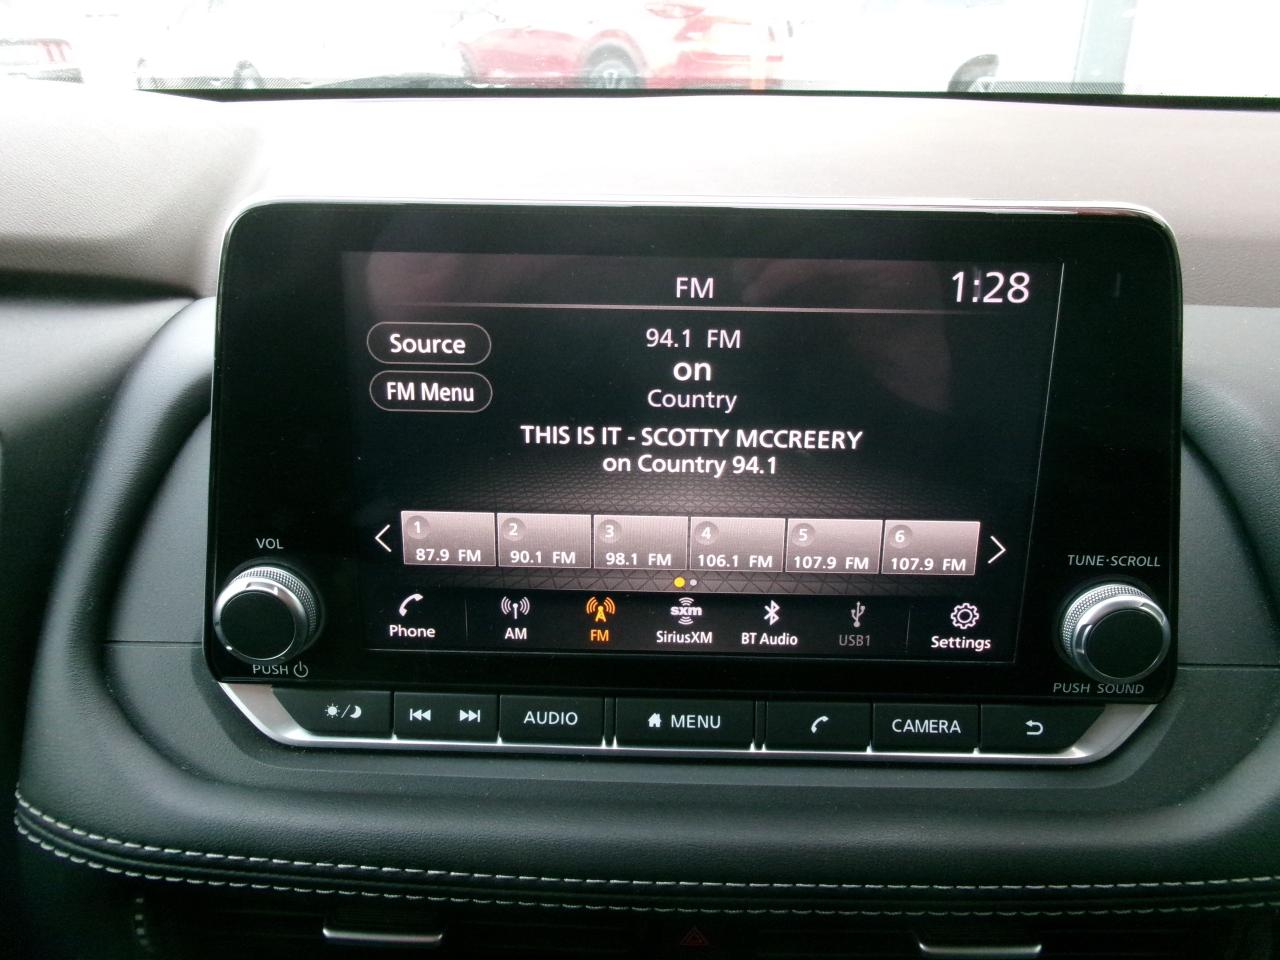 FM
1:28
Source
94.1 FM
on
FM Menu
Country
THIS IS IT - SCOTTY MCCREERY
on Country 94.1
1
87.9 FM
2
90.1 FM
3
98.1 FM
4
106.1 FM
5
107.9 FM
6
107.9 FM
VOL
PUSH
TUNE·SCROLL
PUSH SOUND
Phone
AM
FM
sxm
SiriusXM
BT Audio
USB1
Settings
AUDIO
MENU
CAMERA